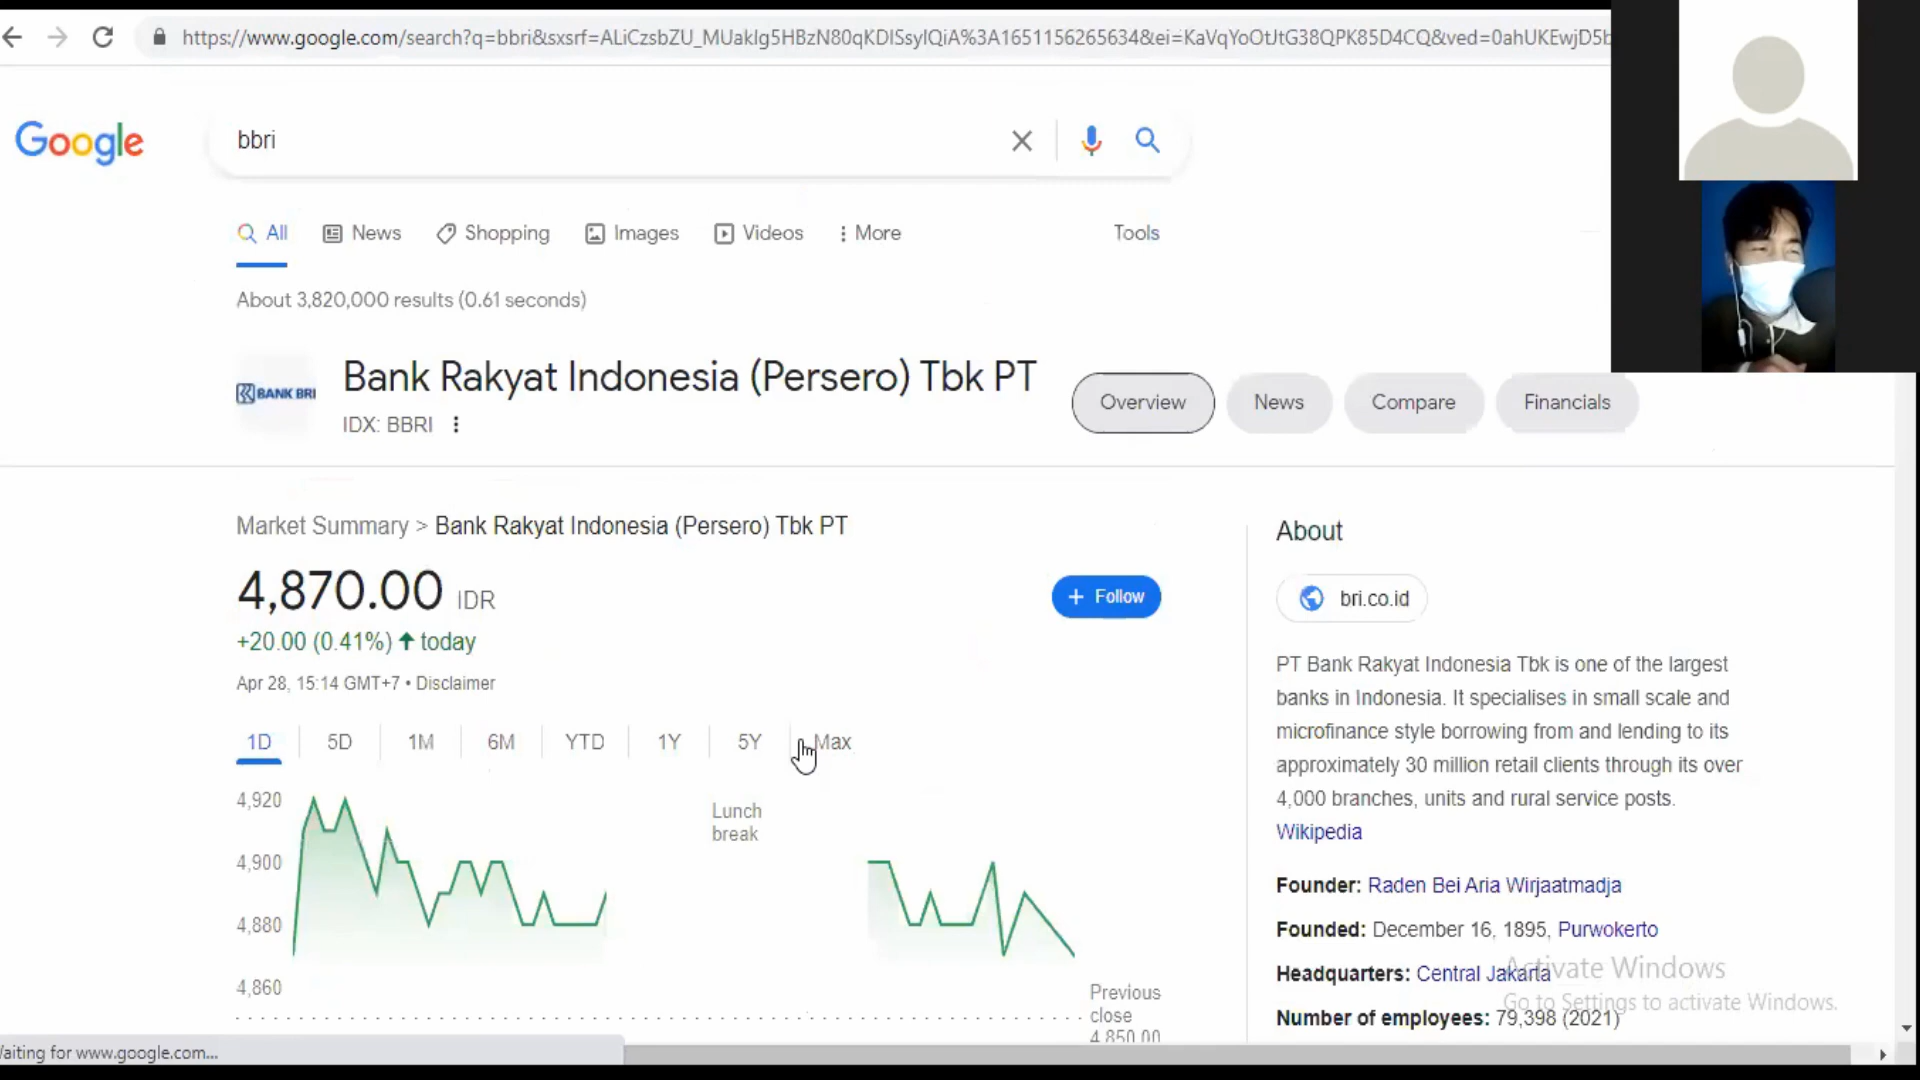 https://www.google.com/search?q=bbri&sxsrf=ALiCzsbZU_MUakIg5HBzN80qKDISsyIQiA%3A1651156265634&ei=KaVqYoOtJtG38QPK85D4CQ&ved=0ahUKEwjD5b
Google
bbri
All
News
Shopping
Images
Videos
More
Tools
About 3,820,000 results (0.61 seconds)
BANK BRI
Bank Rakyat Indonesia (Persero) Tbk PT
IDX: BBRI
Overview
News
Compare
Financials
Market Summary > Bank Rakyat Indonesia (Persero) Tbk PT
4,870.00 IDR
+20.00 (0.41%) ↑ today
Apr 28, 15:14 GMT+7 • Disclaimer
+ Follow
1D
5D
1M
6M
YTD
1Y
5Y
Max
4,920
4,900
4,880
4,860
Lunch
break
Previous
close
4,850.00
About
bri.co.id
PT Bank Rakyat Indonesia Tbk is one of the largest
banks in Indonesia. It specialises in small scale and
microfinance style borrowing from and lending to its
approximately 30 million retail clients through its over
4,000 branches, units and rural service posts.
Wikipedia
Founder: Raden Bei Aria Wirjaatmadja
Founded: December 16, 1895, Purwokerto
Headquarters: Central Jakarta
Number of employees: 79,398 (2021)
Activate Windows
Go to Settings to activate Windows.
Waiting for www.google.com...